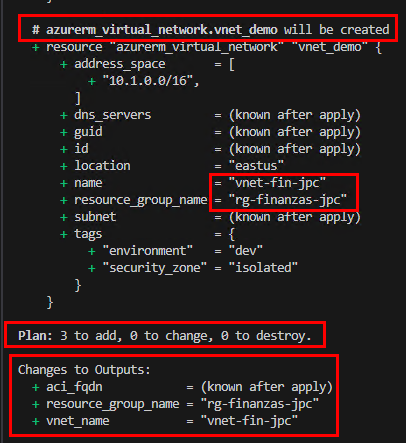 # azurerm_virtual_network.vnet_demo will be created
+ resource "azurerm_virtual_network" "vnet_demo" {
+ address_space = [
+ "10.1.0.0/16",
]
+ dns_servers = (known after apply)
+ guid = (known after apply)
+ id = (known after apply)
+ location = "eastus"
+ name = "vnet-fin-jpc"
+ resource_group_name = "rg-finanzas-jpc"
+ subnet = (known after apply)
+ tags = {
+ "environment" = "dev"
+ "security_zone" = "isolated"
}
}
Plan: 3 to add, 0 to change, 0 to destroy.
Changes to Outputs:
+ aci_fqdn = (known after apply)
+ resource_group_name = "rg-finanzas-jpc"
+ vnet_name = "vnet-fin-jpc"